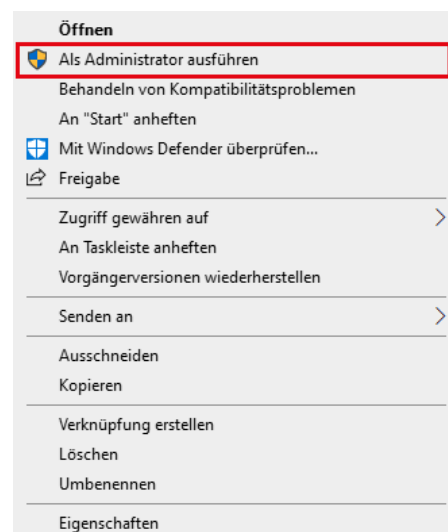 Öffnen
Als Administrator ausführen
Behandeln von Kompatibilitätsproblemen
An "Start" anheften
Mit Windows Defender überprüfen...
Freigabe
Zugriff gewähren auf
An Taskleiste anheften
Vorgängerversionen wiederherstellen
Senden an
Ausschneiden
Kopieren
Verknüpfung erstellen
Löschen
Umbenennen
Eigenschaften